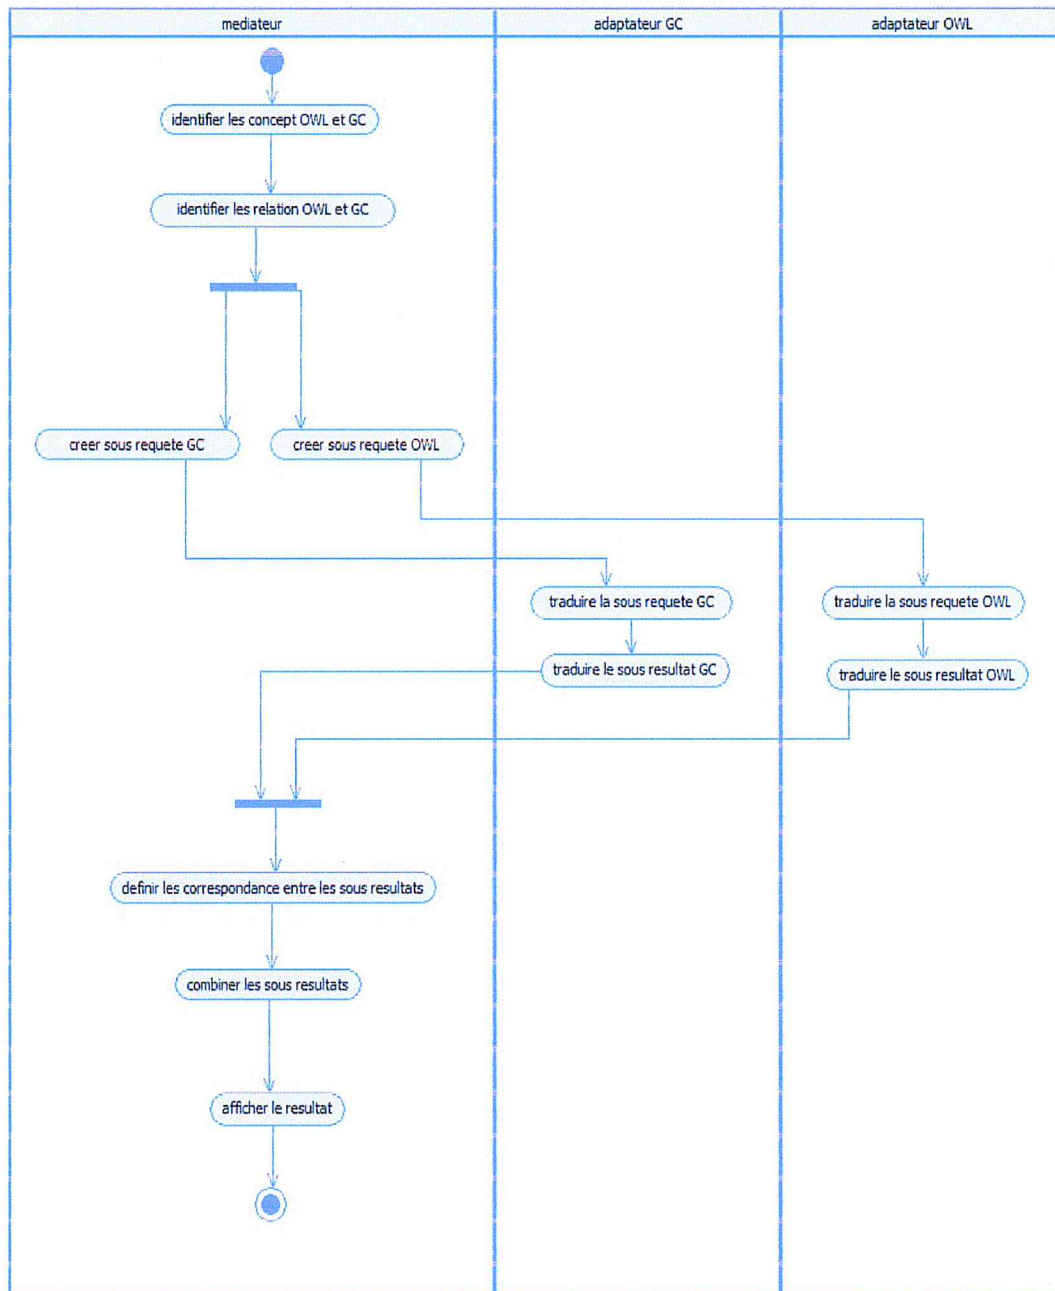 mediateur
adaptateur GC
adaptateur OWL
identifier les concept OWL et GC
identifier les relation OWL et GC
creer sous requete GC
creer sous requete OWL
traduire la sous requete GC
traduire la sous requete OWL
traduire le sous resultat GC
traduire le sous resultat OWL
definir les correspondance entre les sous resultats
combiner les sous resultats
afficher le resultat